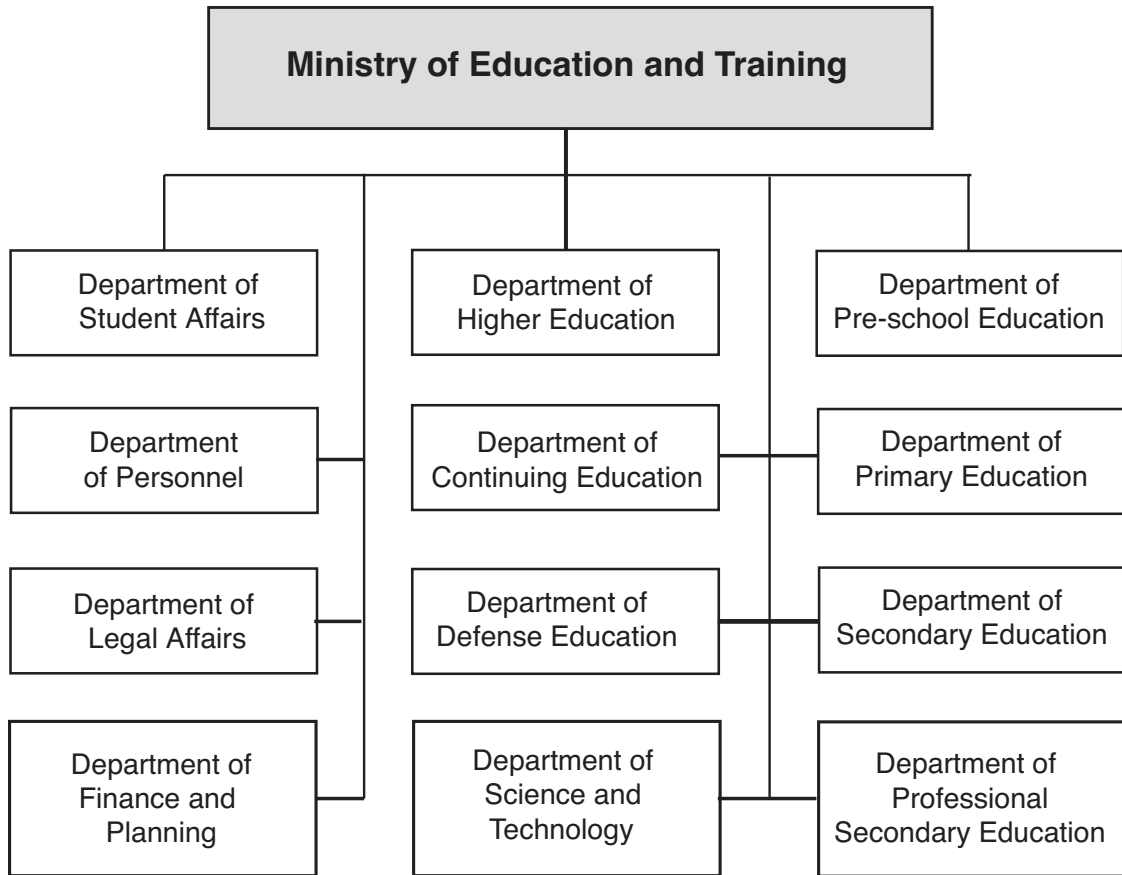 Ministry of Education and Training
Department of
Student Affairs
Department of
Higher Education
Department of
Pre-school Education
Department
of Personnel
Department of
Continuing Education
Department of
Primary Education
Department of
Legal Affairs
Department of
Defense Education
Department of
Secondary Education
Department of
Finance and
Planning
Department of
Science and
Technology
Department of
Professional
Secondary Education